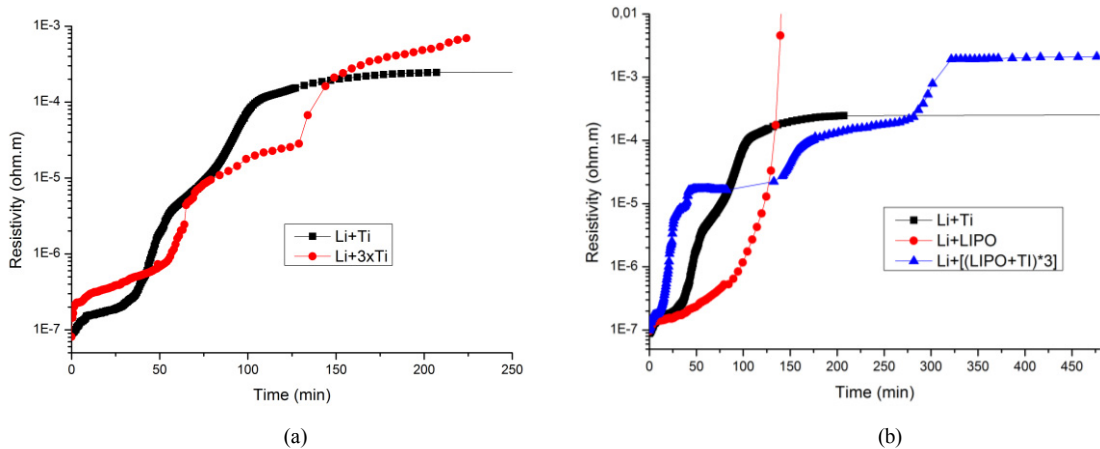 1E-3
1E-4
1E-5
1E-6
1E-7
Resistivity (ohm.m)
Li+Ti
Li+3xTi
0 50 100 150 200 250
Time (min)
(a)
0,01
1E-3
1E-4
1E-5
1E-6
1E-7
Resistivity (ohm.m)
Li+Ti
Li+LIPO
Li+[(LIPO+TI)*3]
0 50 100 150 200 250 300 350 400 450
Time (min)
(b)